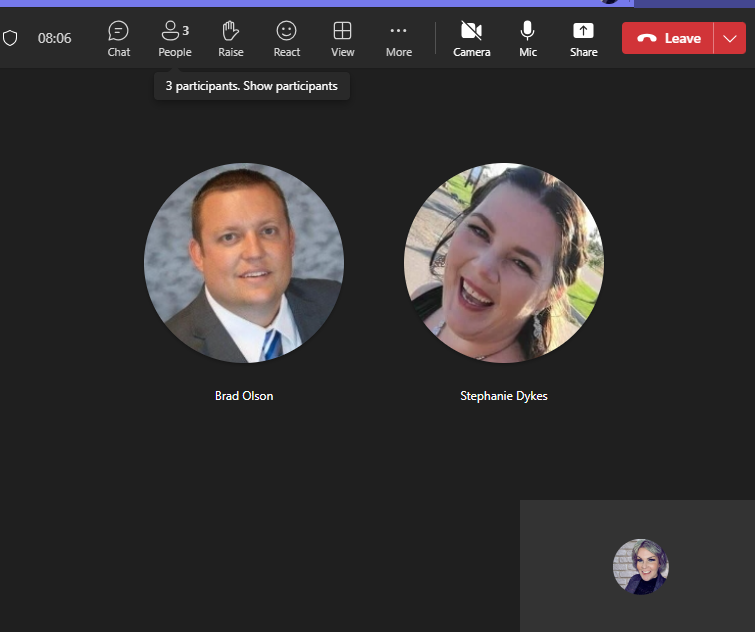 08:06
Chat
3
People
Raise
React
View
More
Camera
Mic
Share
Leave
3 participants. Show participants
Brad Olson
Stephanie Dykes